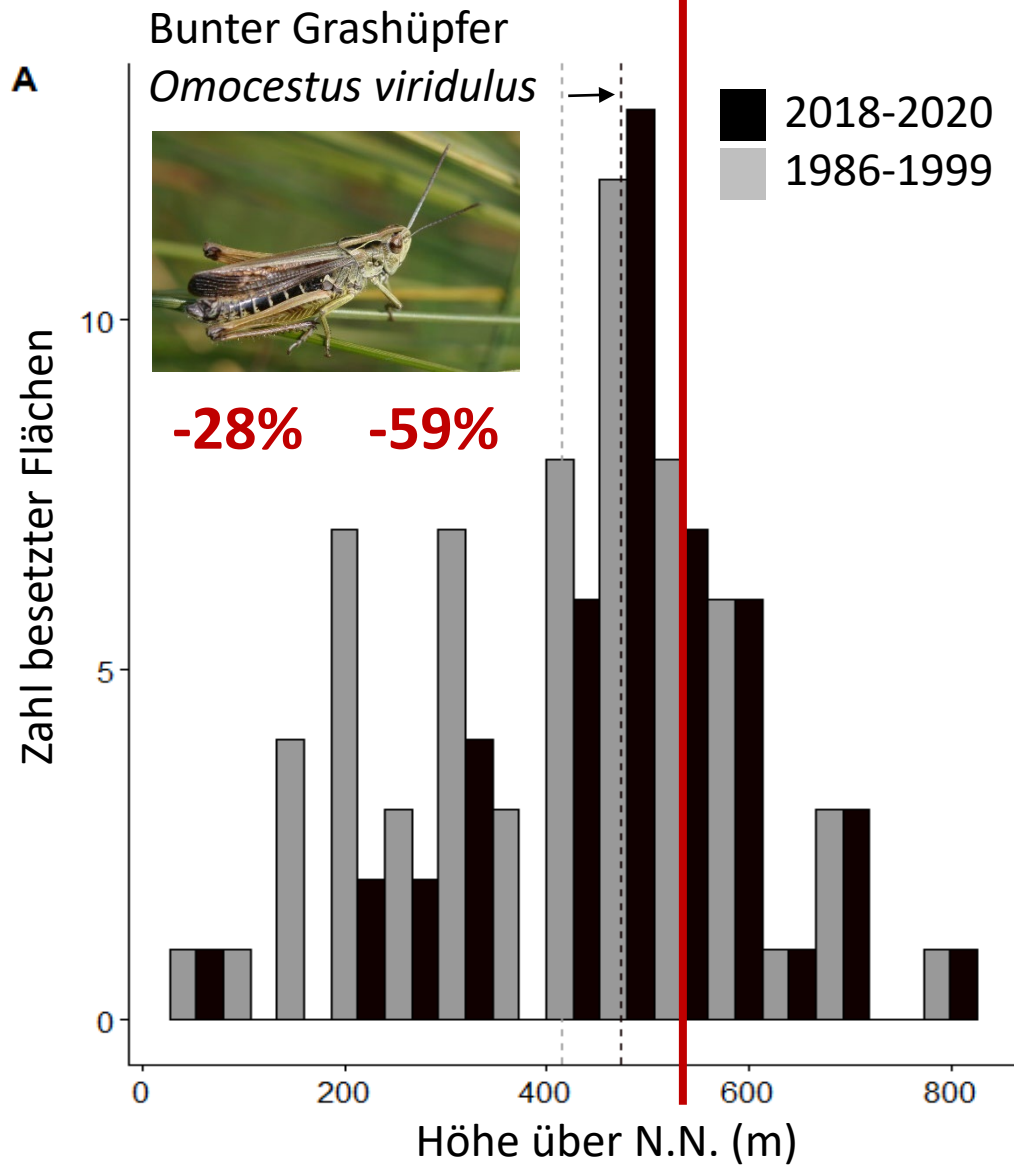 Bunter Grashüpfer
A
Omocestus viridulus
2018-2020
1986-1999
-28% -59%
Zahl besetzter Flächen
10
5
0
0 200 400 600 800
Höhe über N.N. (m)